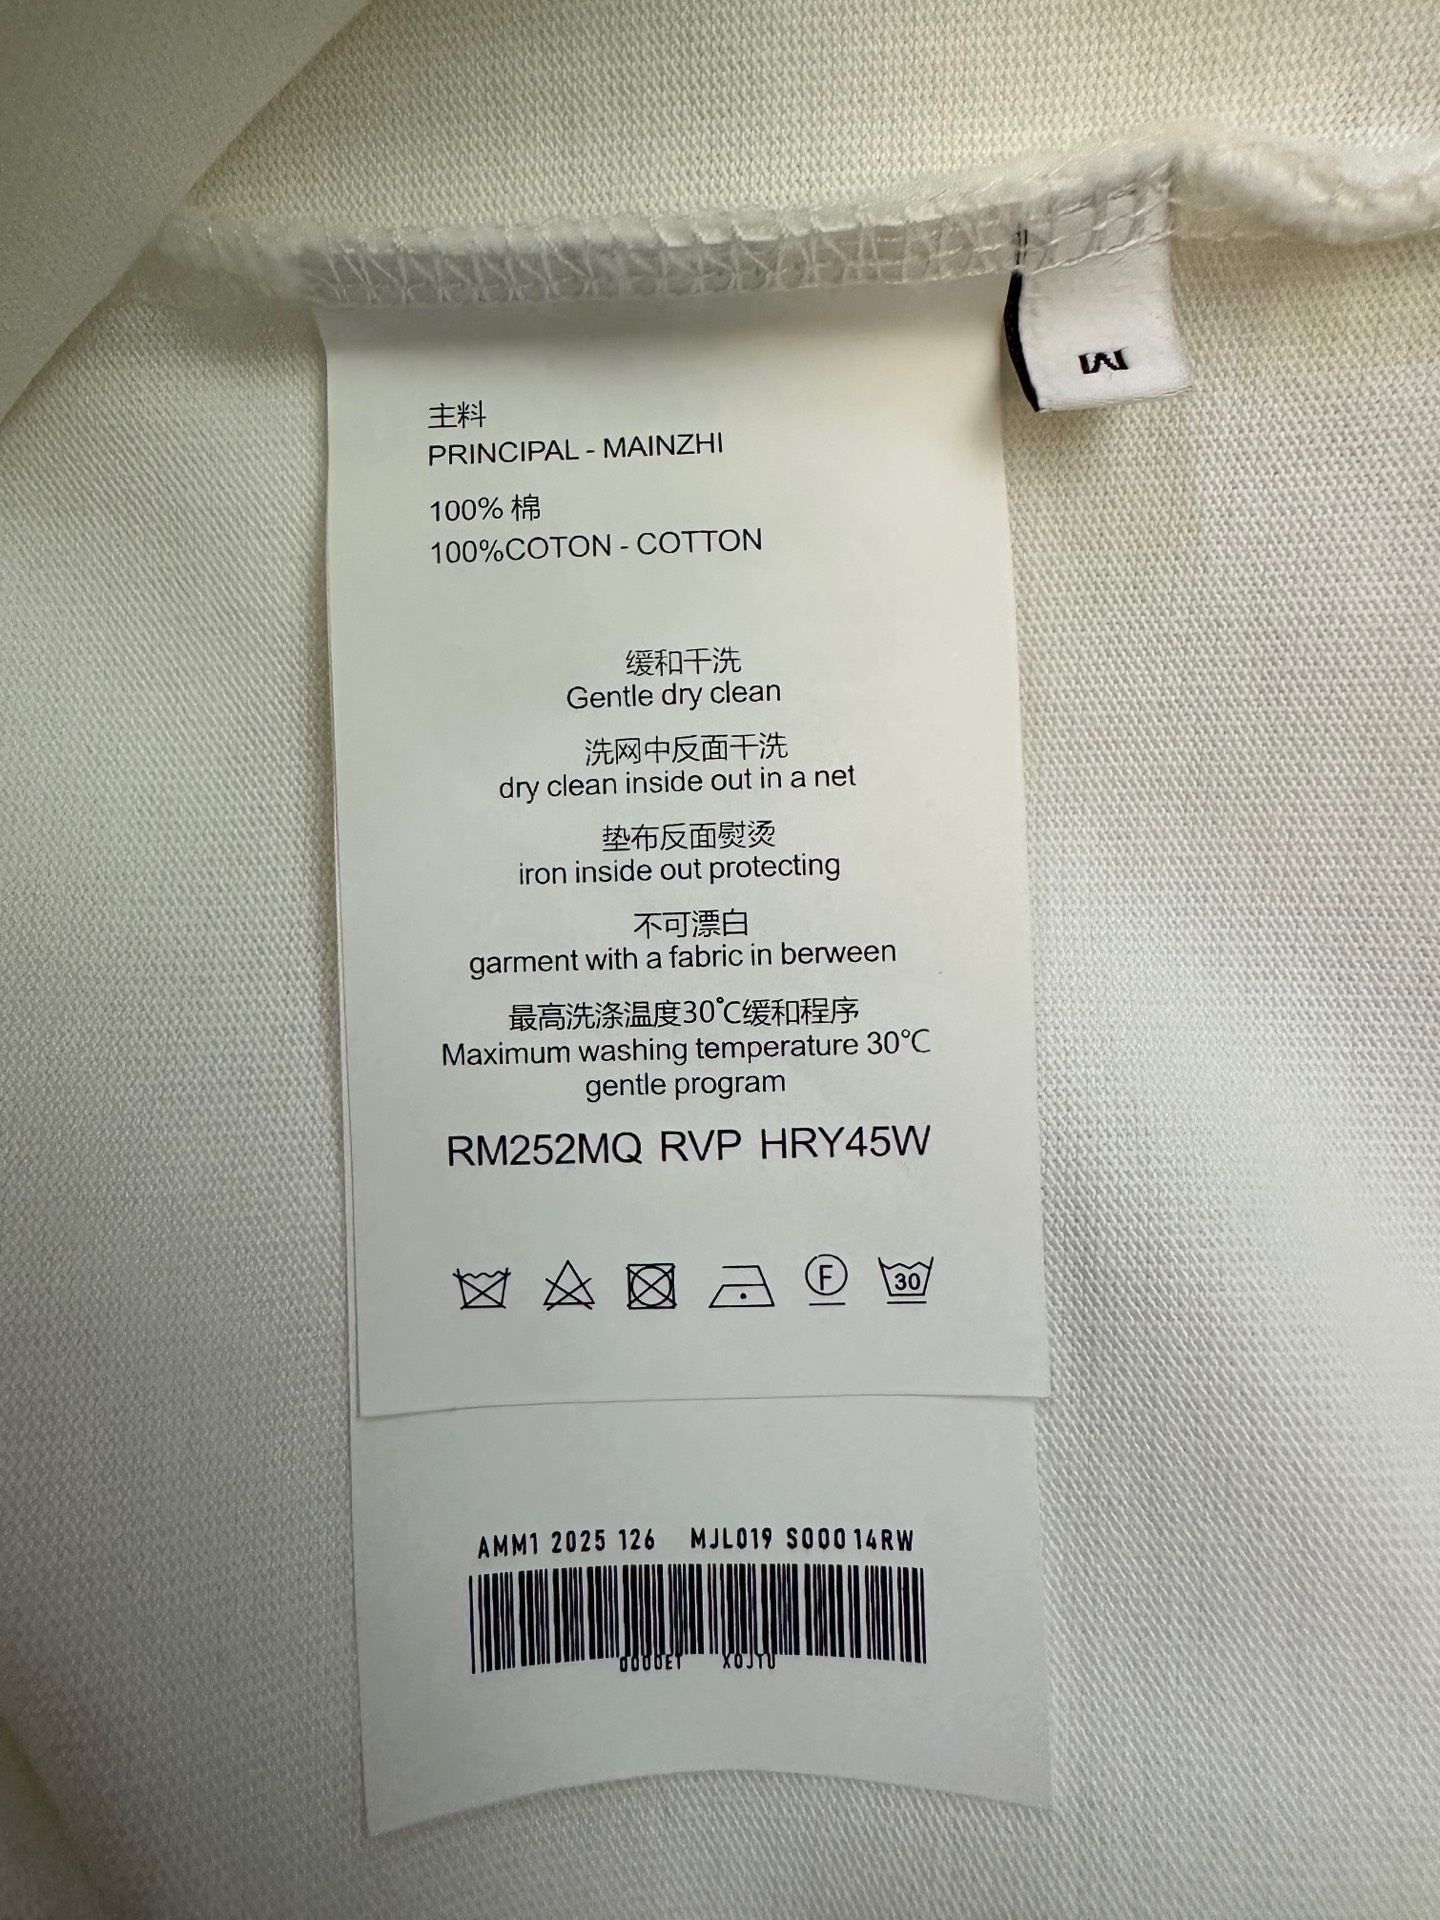 M
主料
PRINCIPAL - MAINZHI
100% 棉
100%COTON - COTTON
缓和干洗
Gentle dry clean
洗网中反面干洗
dry clean inside out in a net
垫布反面熨烫
iron inside out protecting
不可漂白
garment with a fabric in berween
最高洗涤温度30℃缓和程序
Maximum washing temperature 30℃
gentle program
RM252MQ RVP HRY45W
F 30
AMM1 2025 126 MJL019 S00014RW